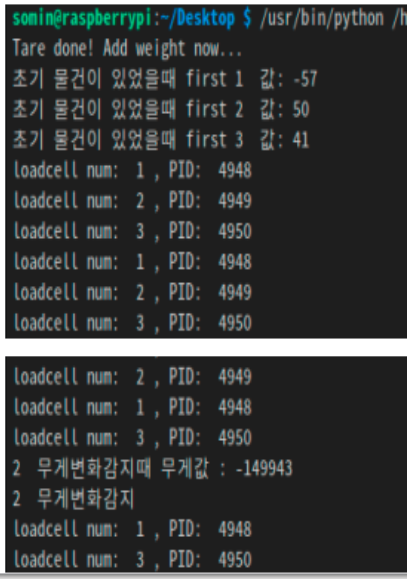 somin@raspberrypi:~/Desktop $ /usr/bin/python /h
Tare done! Add weight now...
초기 물건이 있었을때 first 1 값: -57
초기 물건이 있었을때 first 2 값: 50
초기 물건이 있었을때 first 3 값: 41
loadcell num: 1 , PID: 4948
loadcell num: 2 , PID: 4949
loadcell num: 3 , PID: 4950
loadcell num: 1 , PID: 4948
loadcell num: 2 , PID: 4949
loadcell num: 3 , PID: 4950
loadcell num: 2 , PID: 4949
loadcell num: 1 , PID: 4948
loadcell num: 3 , PID: 4950
2 무게변화감지때 무게값 : -149943
2 무게변화감지
loadcell num: 1 , PID: 4948
loadcell num: 3 , PID: 4950